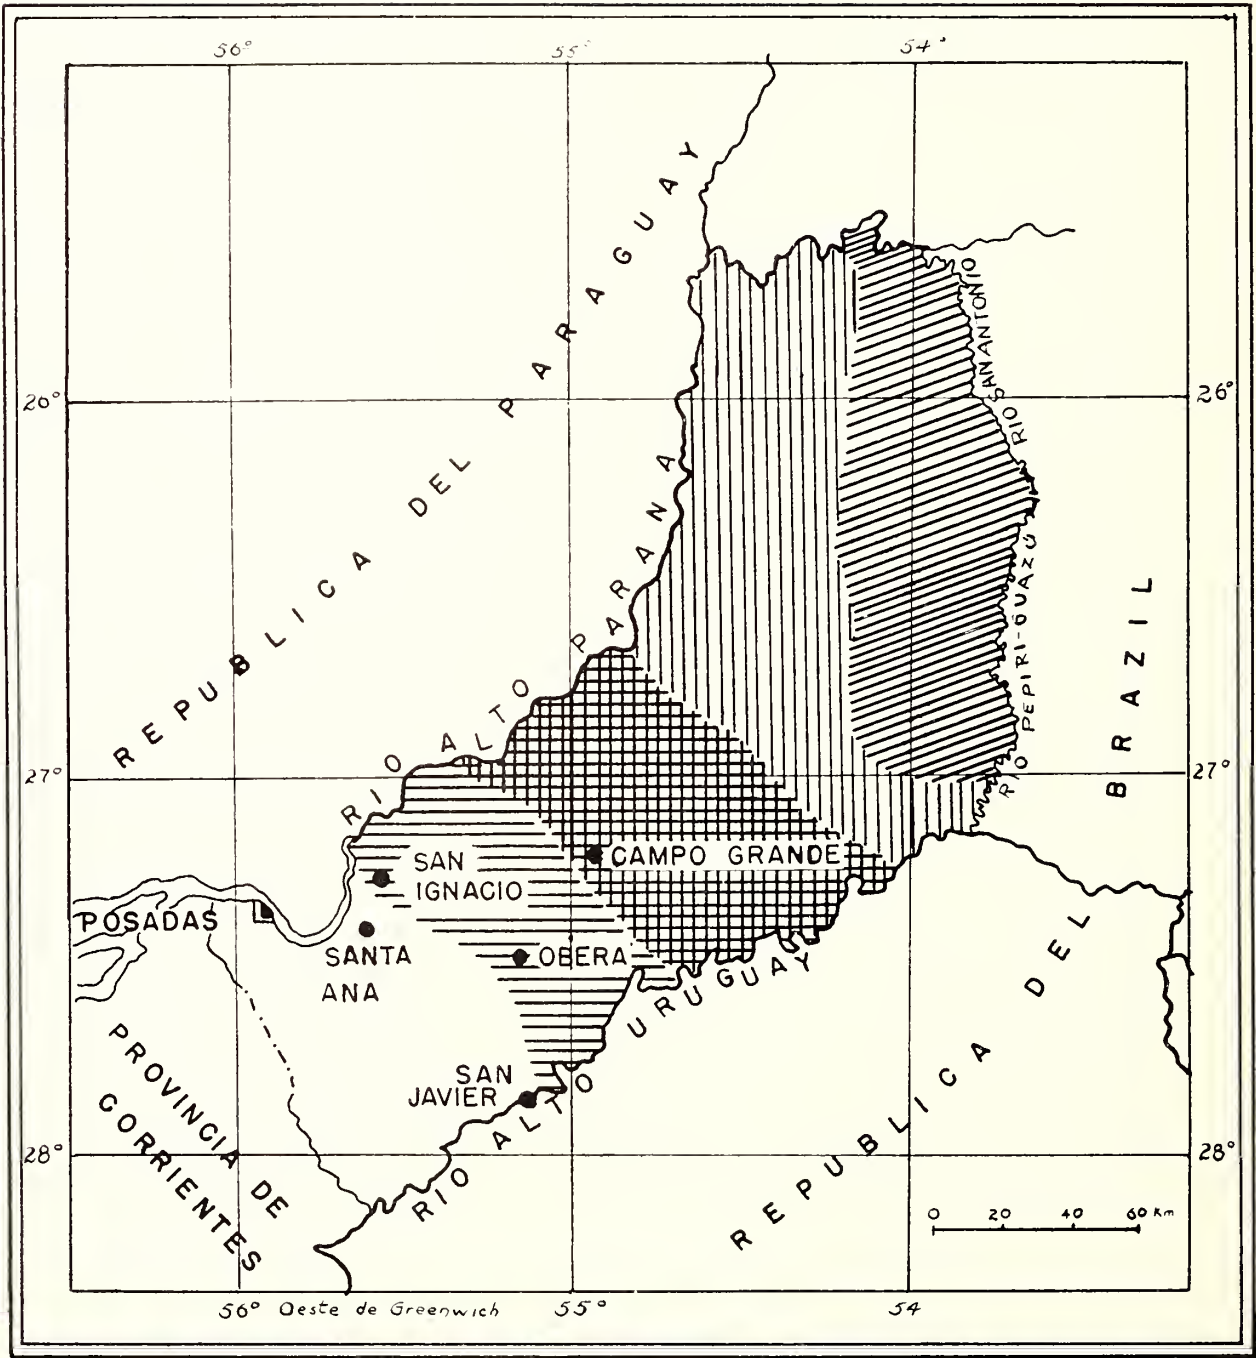 56°
55°
54°
REPUBLICA DEL PARAGUAY
RIO SAN ANTONIO
26°
26°
RIO ALTO PARANA
RIO PEPIRI-GUAZÚ
REPUBLICA DEL BRAZIL
27°
27°
CAMPO GRANDE
SAN
IGNACIO
POSADAS
SANTA
ANA
OBERA
RIO ALTO URUGUAY
SAN
JAVIER
PROVINCIA DE
CORRIENTES
28°
28°
0 20 40 60 Km
56° Oeste de Greenwich
55°
54